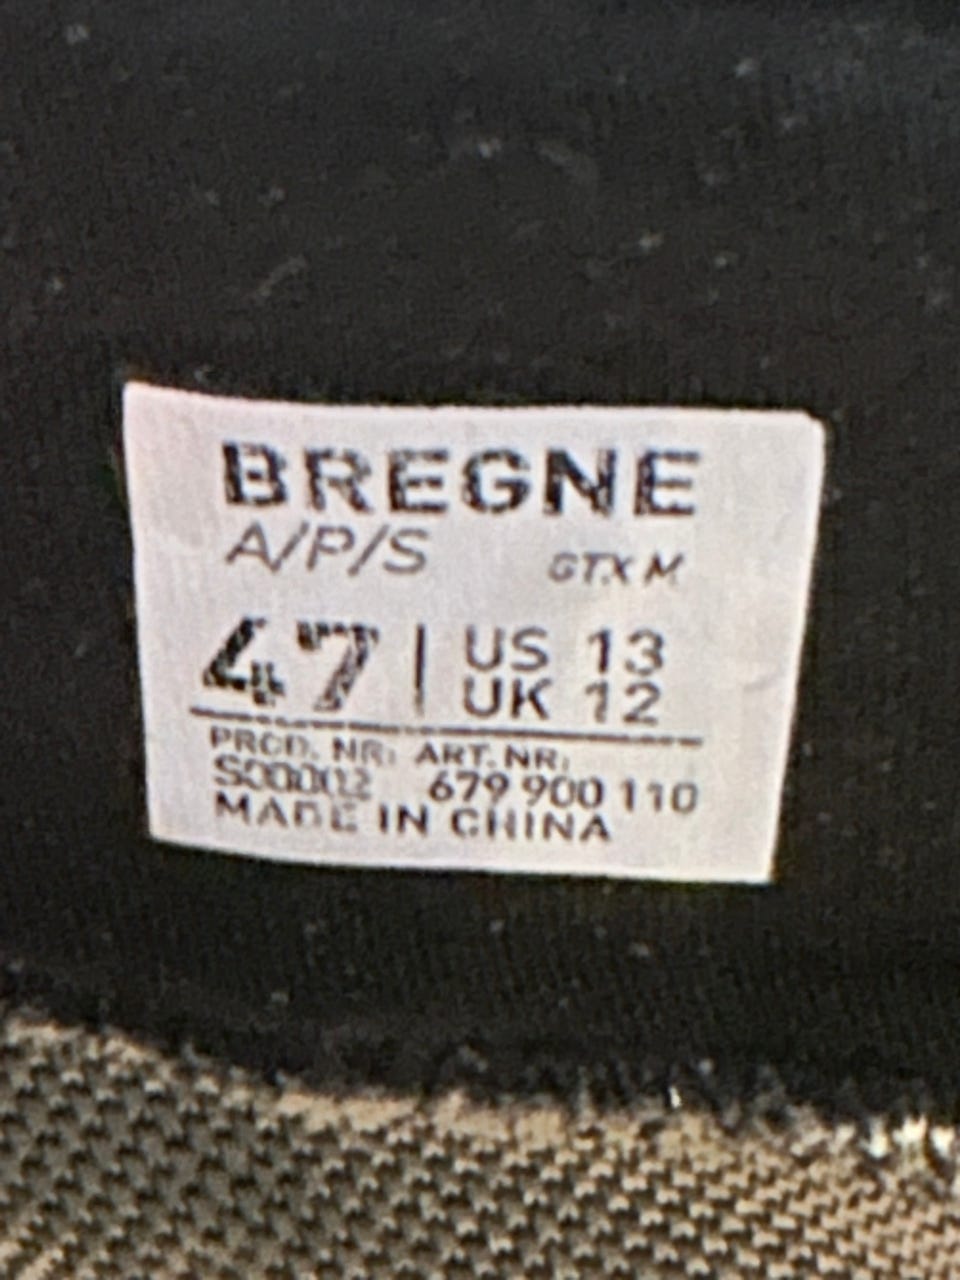 BREGNE
A/P/S GTX M
47 | US 13
UK 12
PROD. NR: ART. NR:
S00002 679 900 110
MADE IN CHINA